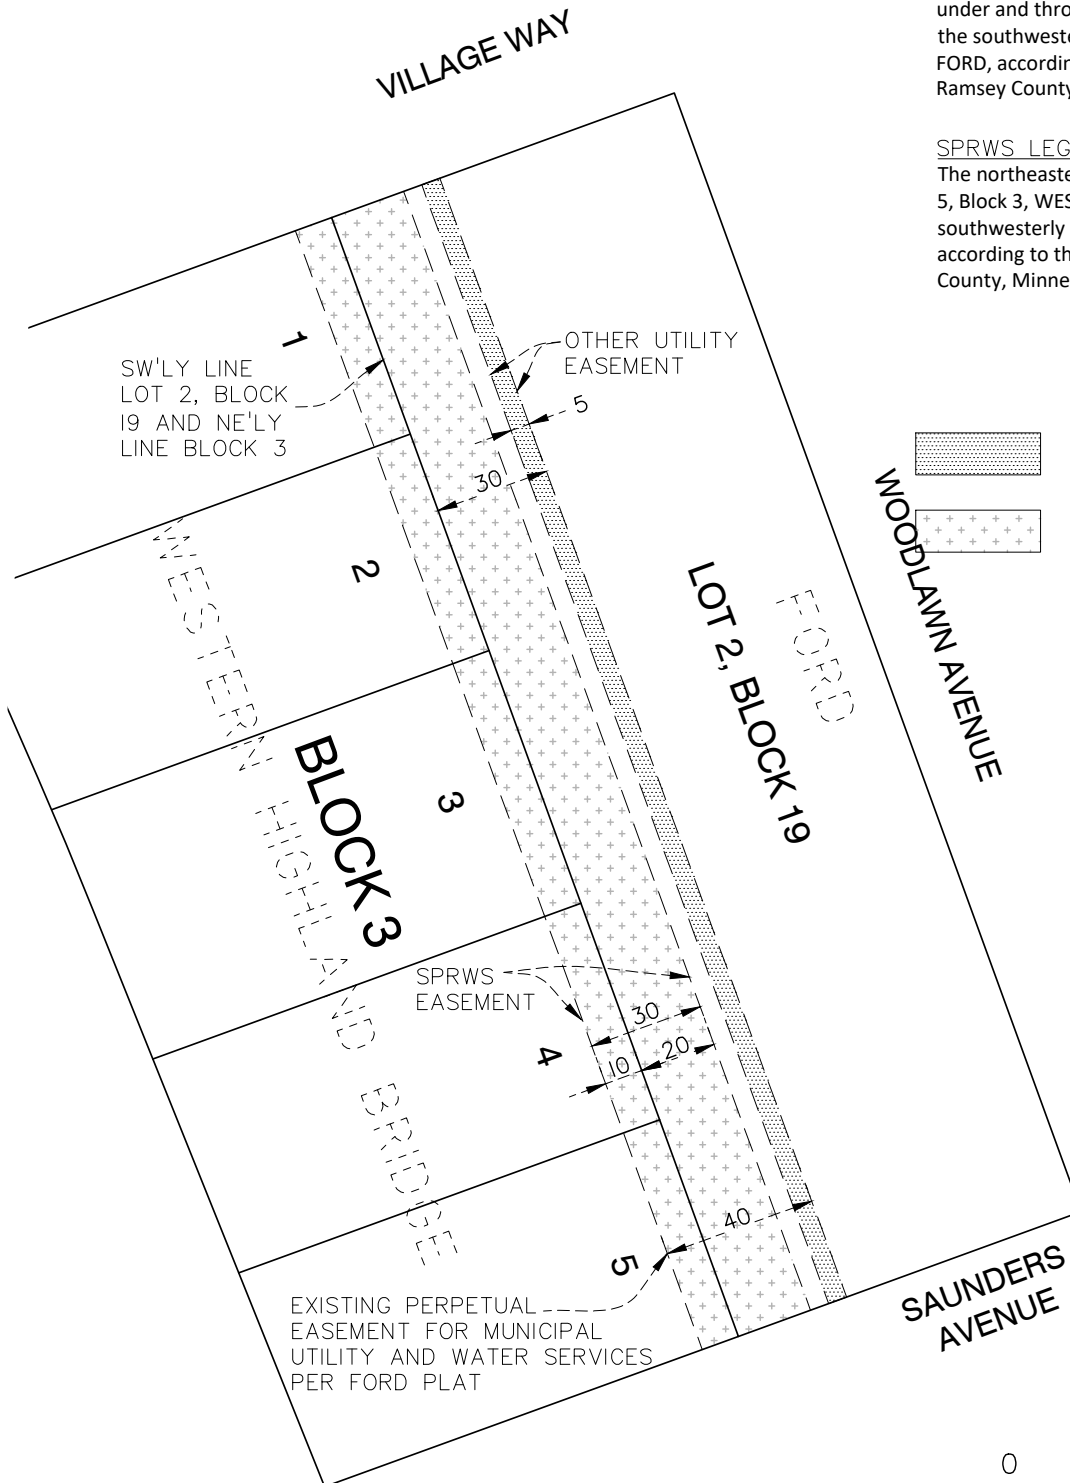 under and thro
the southweste
FORD, accordin
Ramsey County
SPRWS LEG
The northeaste
5, Block 3, WES
southwesterly
according to th
County, Minne
VILLAGE WAY
1
SW'LY LINE
LOT 2, BLOCK
19 AND NE'LY
LINE BLOCK 3
OTHER UTILITY
EASEMENT
5
30
2
WESTERN HIGHLAND BRIDGE
BLOCK 3
3
LOT 2, BLOCK 19
FORD
WOODLAWN AVENUE
SPRWS
EASEMENT
30
20
10
4
40
5
EXISTING PERPETUAL
EASEMENT FOR MUNICIPAL
UTILITY AND WATER SERVICES
PER FORD PLAT
SAUNDERS
AVENUE
0